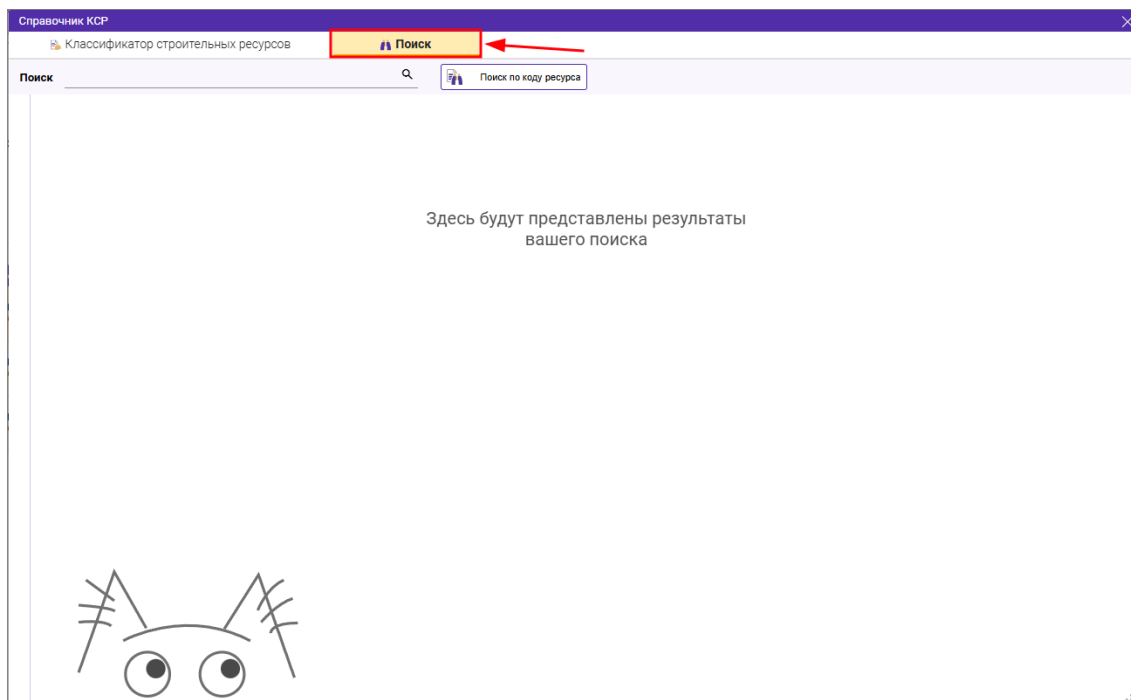 Справочник КСР
Классификатор строительных ресурсов
Поиск
Поиск
Поиск по коду ресурса
Здесь будут представлены результаты
вашего поиска